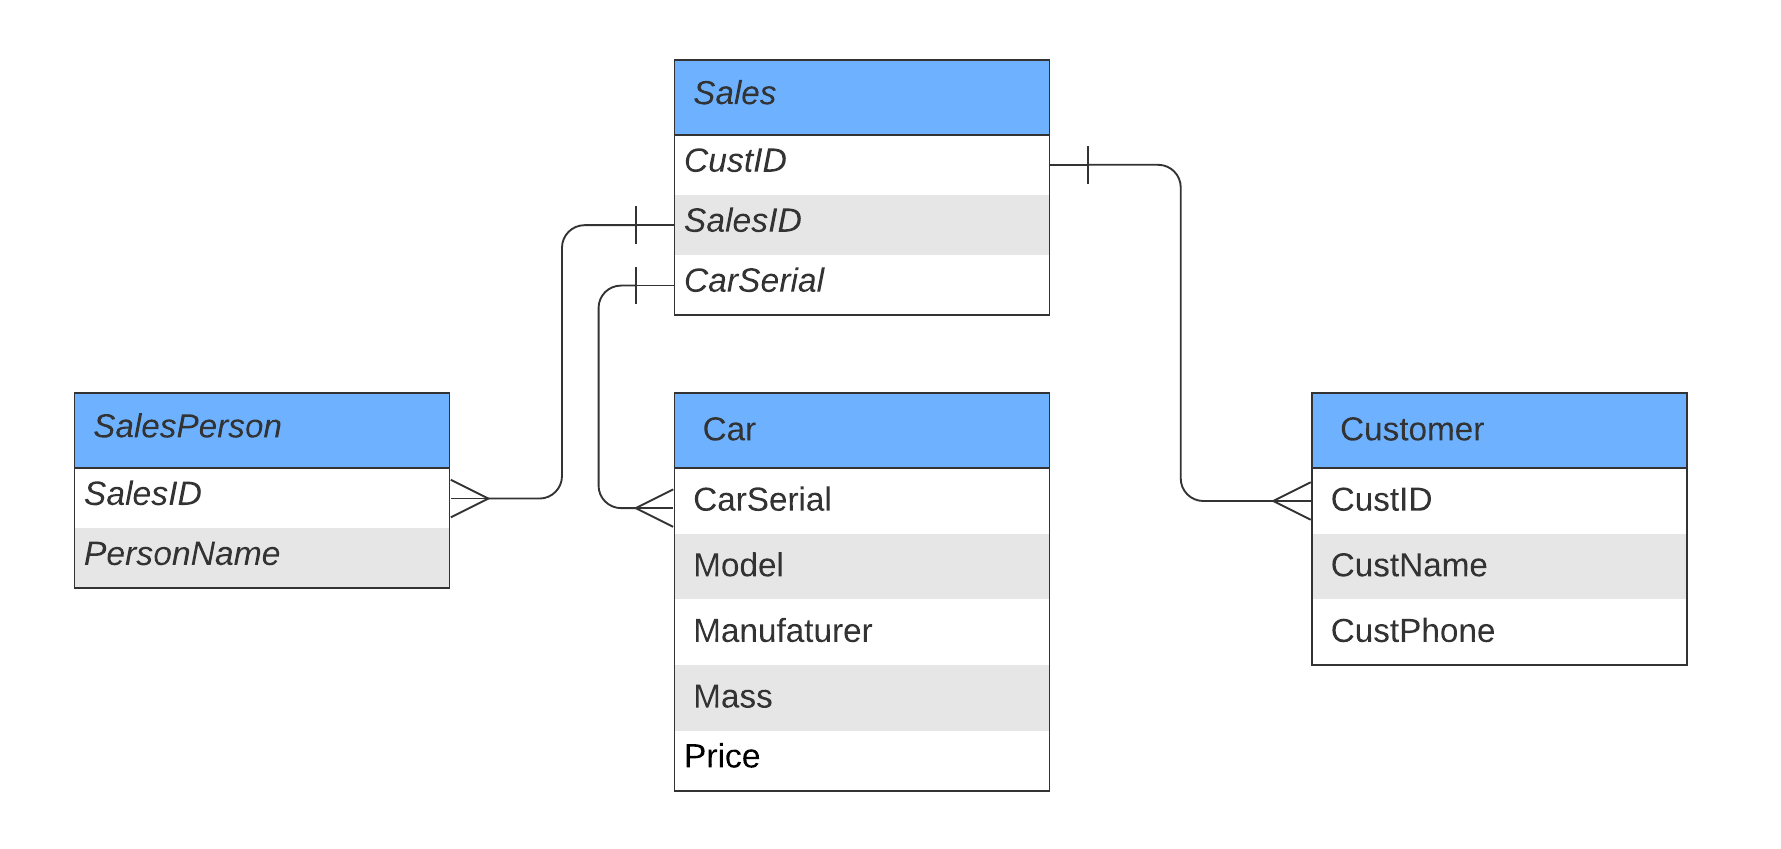 Sales
CustID
SalesID
CarSerial
SalesPerson
SalesID
PersonName
Car
CarSerial
Model
Manufaturer
Mass
Price
Customer
CustID
CustName
CustPhone